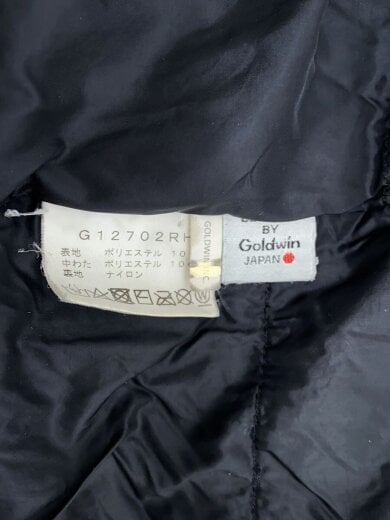 G12702RH
表地 ポリエステル 10
中わた ポリエステル 10
裏地 ナイロン
GOLDWIN
BY
Goldwin
JAPAN